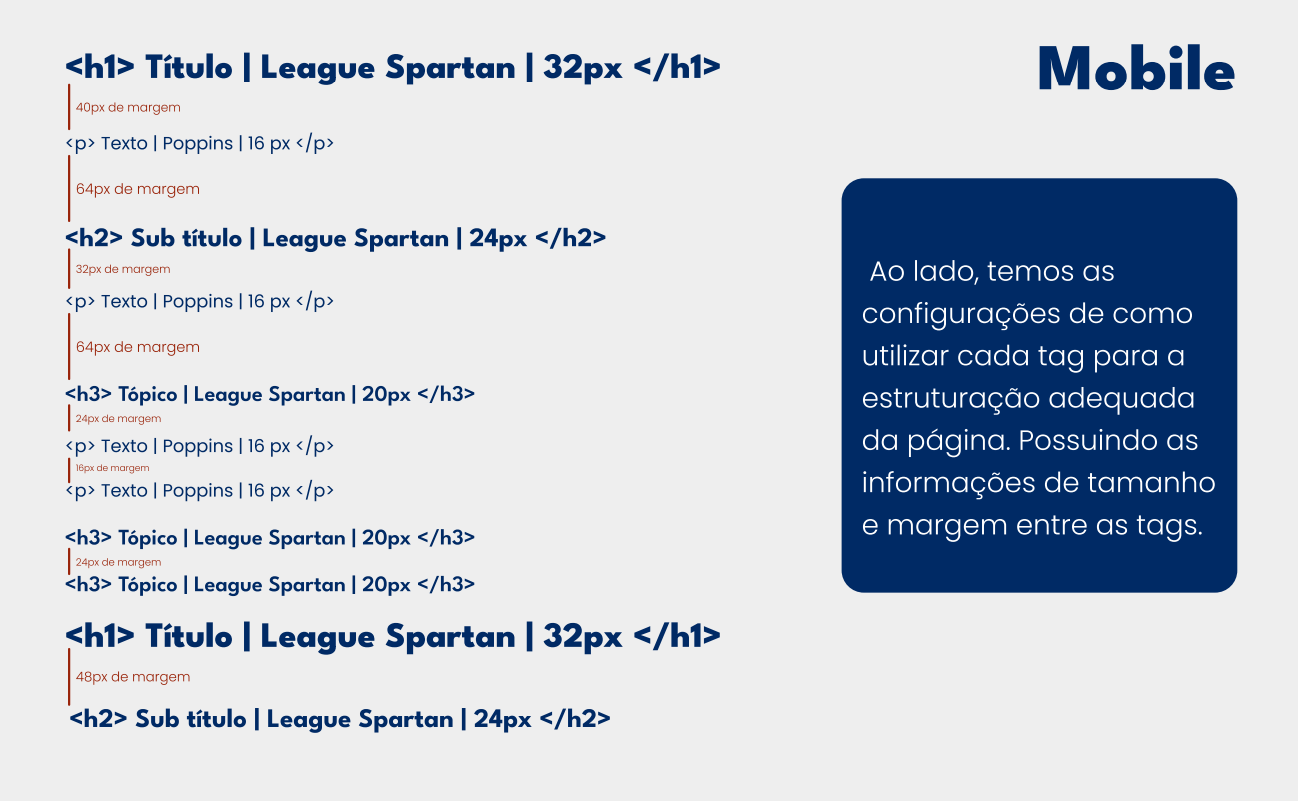 <h1> Título | League Spartan | 32px </h1>
40px de margem
<p> Texto | Poppins | 16 px </p>
64px de margem
<h2> Sub título | League Spartan | 24px </h2>
32px de margem
<p> Texto | Poppins | 16 px </p>
64px de margem
<h3> Tópico | League Spartan | 20px </h3>
24px de margem
<p> Texto | Poppins | 16 px </p>
16px de margem
<p> Texto | Poppins | 16 px </p>
<h3> Tópico | League Spartan | 20px </h3>
24px de margem
<h3> Tópico | League Spartan | 20px </h3>
<h1> Título | League Spartan | 32px </h1>
48px de margem
<h2> Sub título | League Spartan | 24px </h2>
Mobile
Ao lado, temos as
configurações de como
utilizar cada tag para a
estruturação adequada
da página. Possuindo as
informações de tamanho
e margem entre as tags.